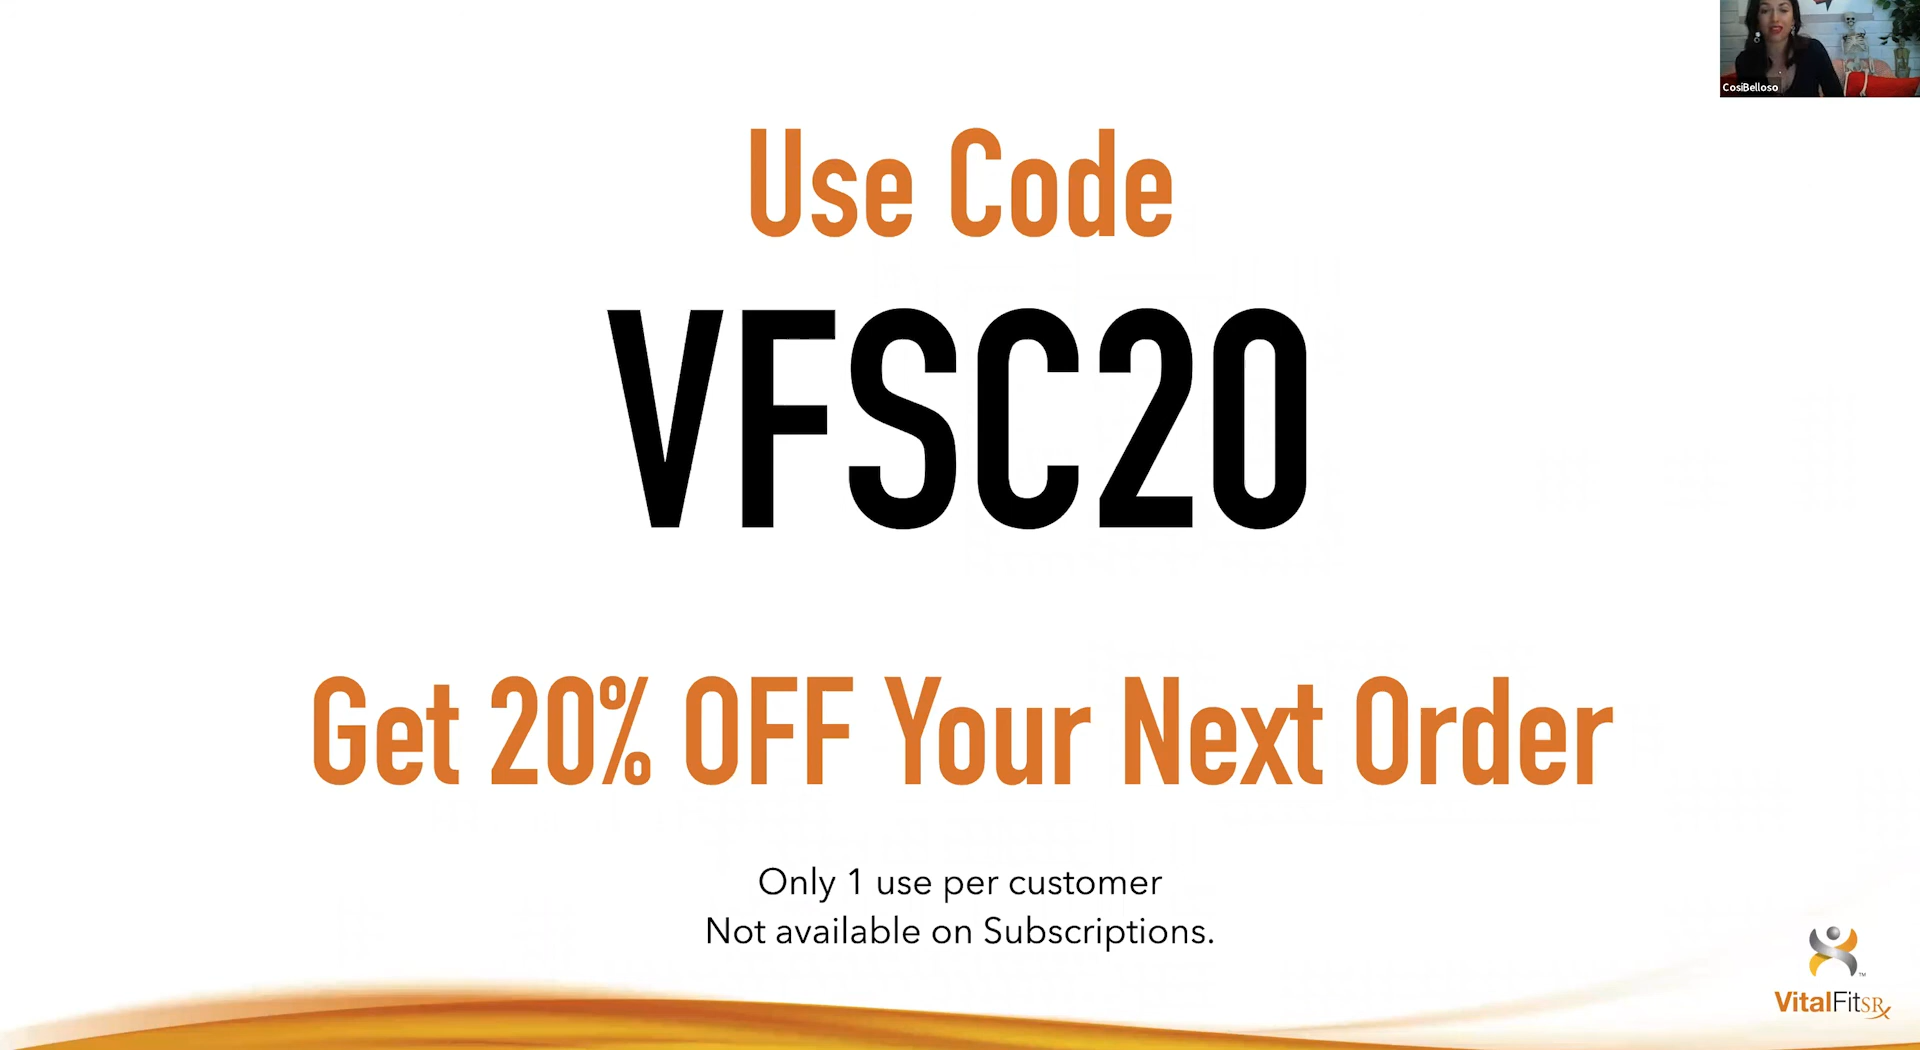 CosiBelloso
Use Code
VFSC20
Get 20% OFF Your Next Order
Only 1 use per customer
Not available on Subscriptions.
VitalFitSRx